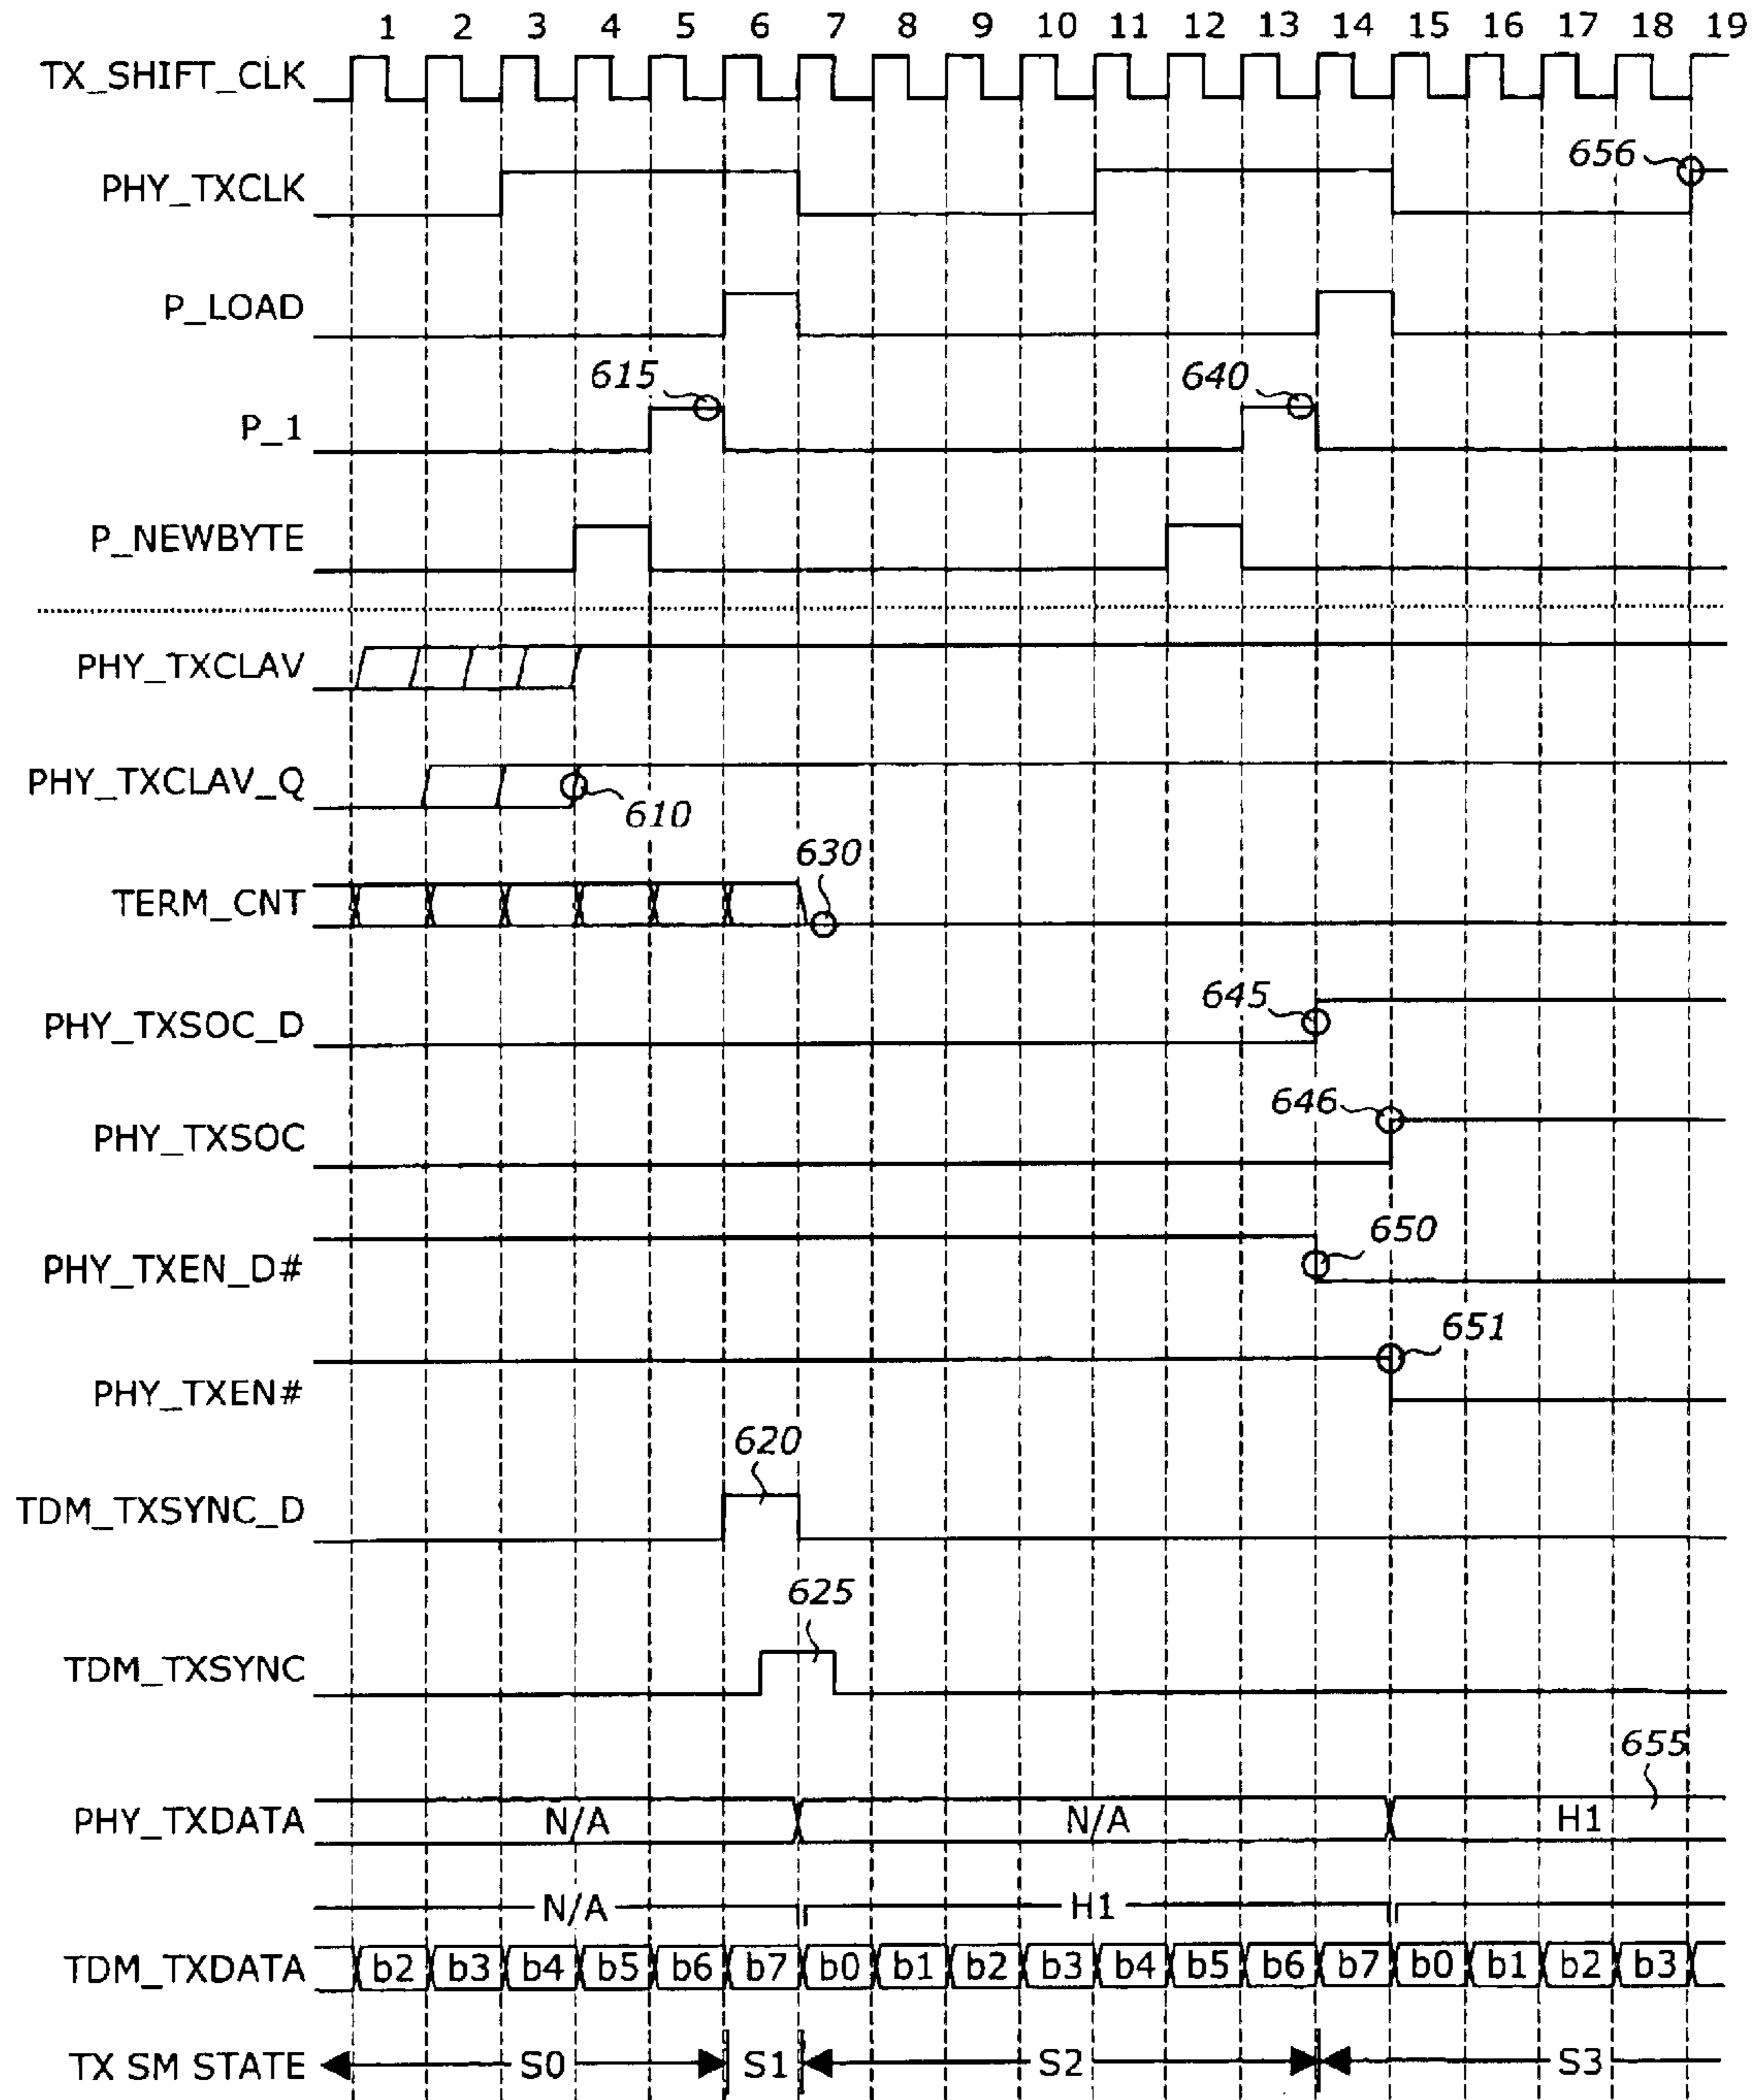 1 2 3 4 5 6 7 8 9 10 11 12 13 14 15 16 17 18 19
TX_SHIFT_CLK
656
PHY_TXCLK
P_LOAD
615 640
P_1
P_NEWBYTE
PHY_TXCLAV
PHY_TXCLAV_Q
610
630
TERM_CNT
645
PHY_TXSOC_D
646
PHY_TXSOC
650
PHY_TXEN_D#
651
PHY_TXEN#
620
TDM_TXSYNC_D
625
TDM_TXSYNC
655
PHY_TXDATA N/A N/A H1
N/A H1
TDM_TXDATA b2 b3 b4 b5 b6 b7 b0 b1 b2 b3 b4 b5 b6 b7 b0 b1 b2 b3
TX SM STATE S0 S1 S2 S3